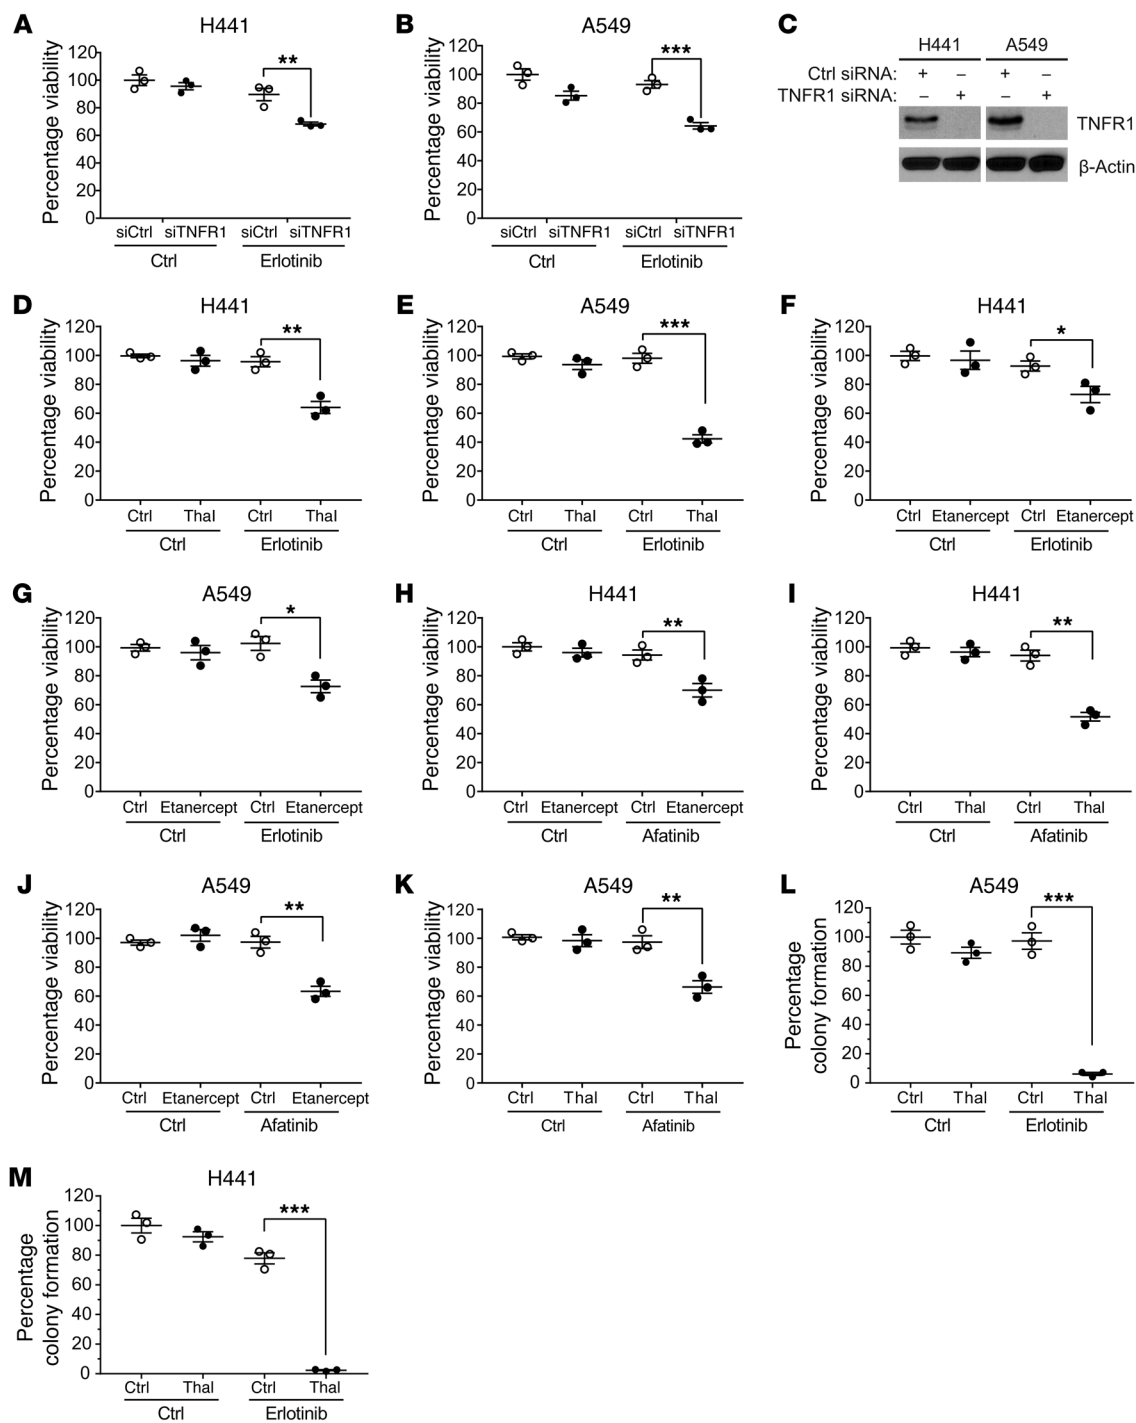 A
H441
Percentage viability
120
100
80
60
40
20
0
**
siCtrl siTNFR1 siCtrl siTNFR1
Ctrl Erlotinib
B
A549
Percentage viability
120
100
80
60
40
20
0
***
siCtrl siTNFR1 siCtrl siTNFR1
Ctrl Erlotinib
C
H441 A549
Ctrl siRNA: + – + –
TNFR1 siRNA: – + – +
TNFR1
β-Actin
D
H441
Percentage viability
120
100
80
60
40
20
0
**
Ctrl Thal Ctrl Thal
Ctrl Erlotinib
E
A549
Percentage viability
120
100
80
60
40
20
0
***
Ctrl Thal Ctrl Thal
Ctrl Erlotinib
F
H441
Percentage viability
120
100
80
60
40
20
0
*
Ctrl Etanercept Ctrl Etanercept
Ctrl Erlotinib
G
A549
Percentage viability
120
100
80
60
40
20
0
*
Ctrl Etanercept Ctrl Etanercept
Ctrl Erlotinib
H
H441
Percentage viability
120
100
80
60
40
20
0
**
Ctrl Etanercept Ctrl Etanercept
Ctrl Afatinib
I
H441
Percentage viability
120
100
80
60
40
20
0
**
Ctrl Thal Ctrl Thal
Ctrl Afatinib
J
A549
Percentage viability
120
100
80
60
40
20
0
**
Ctrl Etanercept Ctrl Etanercept
Ctrl Afatinib
K
A549
Percentage viability
120
100
80
60
40
20
0
**
Ctrl Thal Ctrl Thal
Ctrl Afatinib
L
A549
Percentage
colony formation
120
100
80
60
40
20
0
***
Ctrl Thal Ctrl Thal
Ctrl Erlotinib
M
H441
Percentage
colony formation
120
100
80
60
40
20
0
***
Ctrl Thal Ctrl Thal
Ctrl Erlotinib